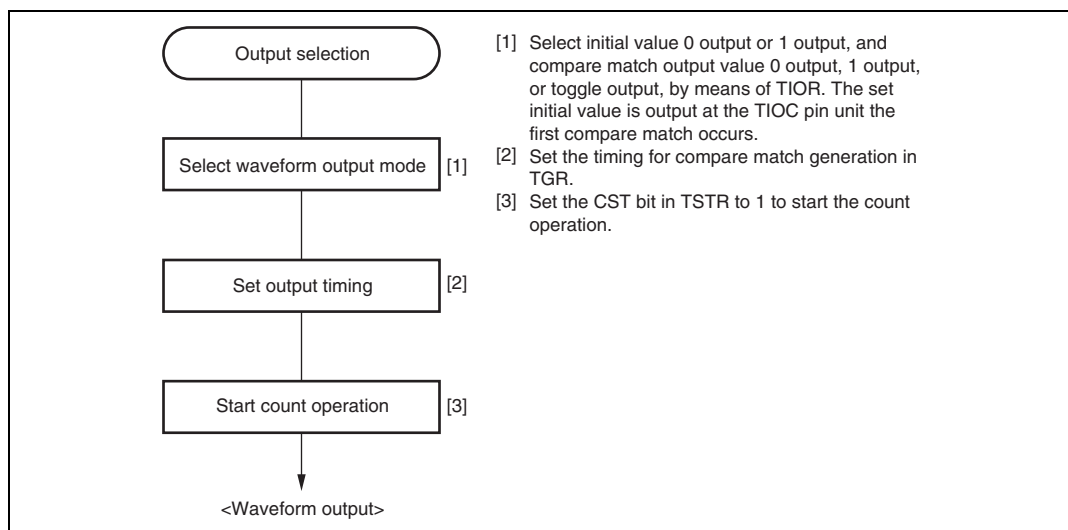 Output selection
Select waveform output mode [1]
Set output timing [2]
Start count operation [3]
<Waveform output>
[1] Select initial value 0 output or 1 output, and
compare match output value 0 output, 1 output,
or toggle output, by means of TIOR. The set
initial value is output at the TIOC pin unit the
first compare match occurs.
[2] Set the timing for compare match generation in
TGR.
[3] Set the CST bit in TSTR to 1 to start the count
operation.